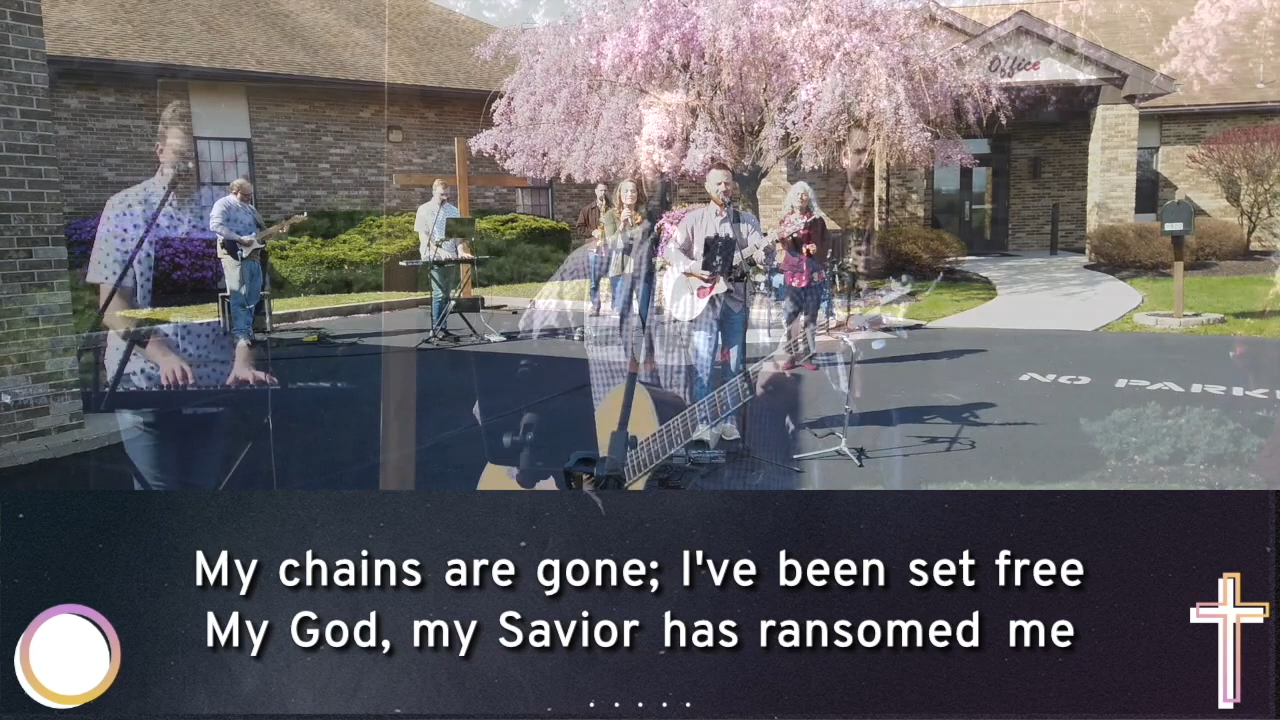 Office
NO PARK
My chains are gone; I've been set free
My God, my Savior has ransomed me
. . . . .